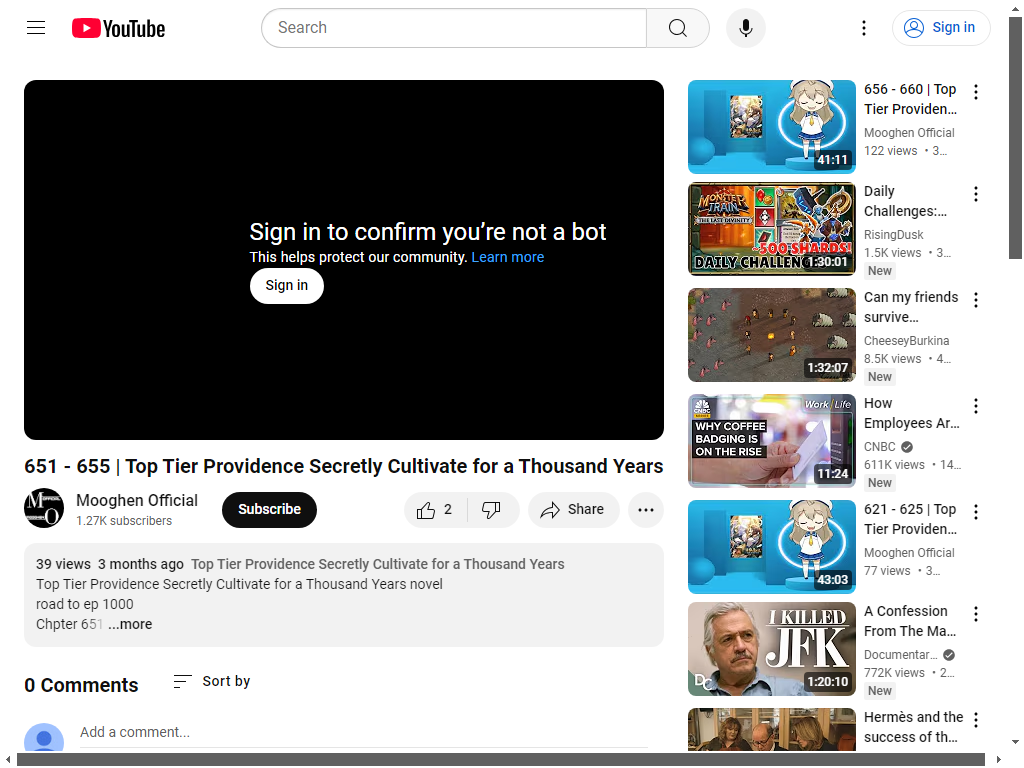 YouTube
Search
Sign in
Sign in to confirm you're not a bot
This helps protect our community. Learn more
Sign in
651 - 655 | Top Tier Providence Secretly Cultivate for a Thousand Years
Mooghen Official
1.27K subscribers
Subscribe
2
Share
39 views 3 months ago Top Tier Providence Secretly Cultivate for a Thousand Years
Top Tier Providence Secretly Cultivate for a Thousand Years novel
road to ep 1000
Chpter 651 ...more
0 Comments
Sort by
Add a comment...
41:11
656 - 660 | Top
Tier Providen...
Mooghen Official
122 views • 3...
MONSTER
TRAIN
THE LAST DIVINITY
~500 SHARDS!
DAILY CHALLENG
1:30:01
Daily
Challenges:...
RisingDusk
1.5K views • 3...
New
1:32:07
Can my friends
survive...
CheeseyBurkina
8.5K views • 4...
New
CNBC
Work Life
WHY COFFEE
BADGING IS
ON THE RISE
11:24
How
Employees Ar...
CNBC
611K views • 14...
New
43:03
621 - 625 | Top
Tier Providen...
Mooghen Official
77 views • 3...
I KILLED
JFK
DC
1:20:10
A Confession
From The Ma...
Documentar...
772K views • 2...
New
Hermès and the
success of th...